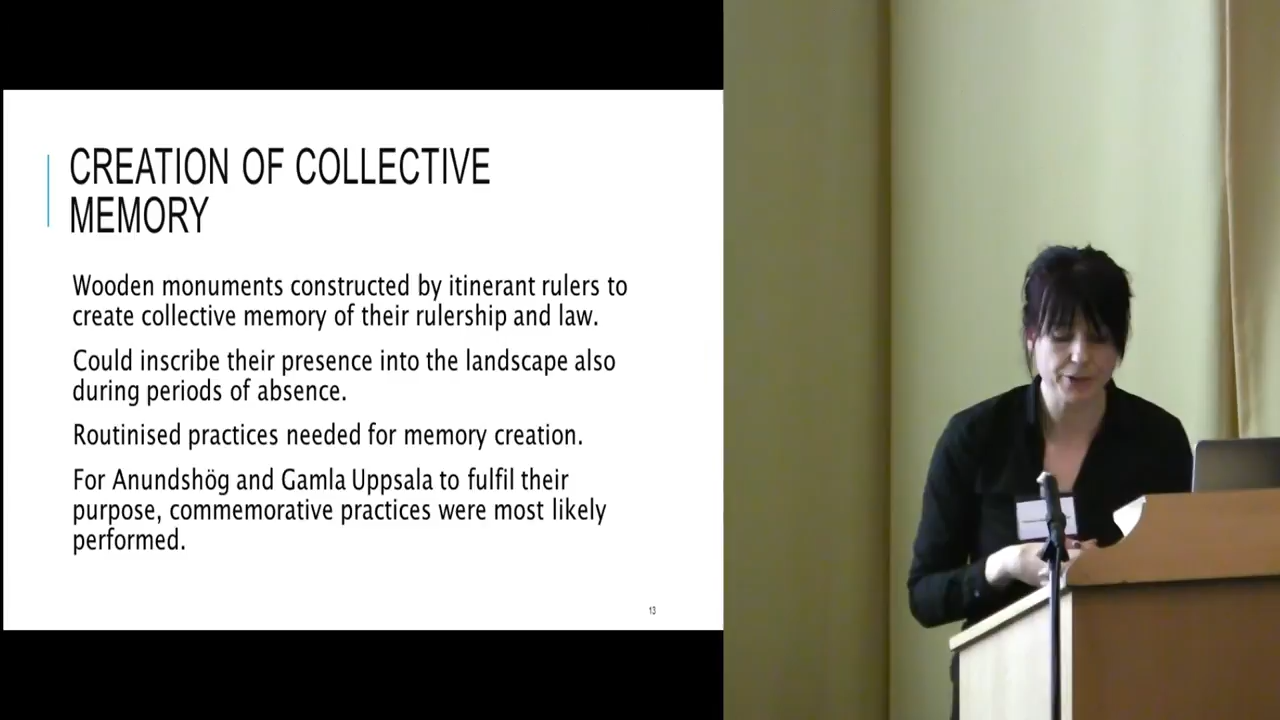 CREATION OF COLLECTIVE
MEMORY
Wooden monuments constructed by itinerant rulers to
create collective memory of their rulership and law.
Could inscribe their presence into the landscape also
during periods of absence.
Routinised practices needed for memory creation.
For Anundshög and Gamla Uppsala to fulfil their
purpose, commemorative practices were most likely
performed.
13